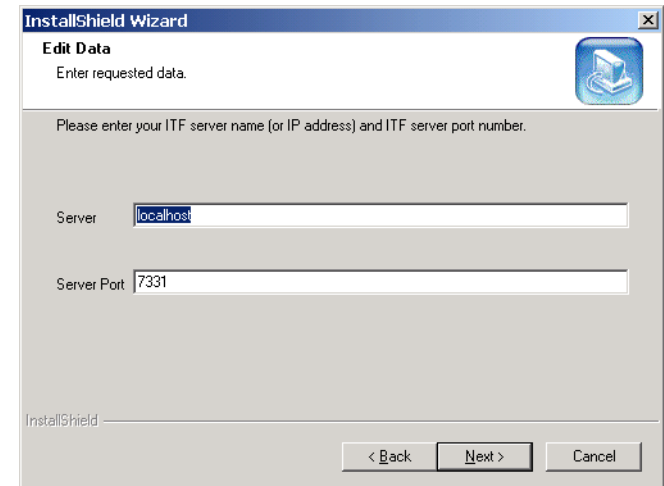 InstallShield Wizard
Edit Data
Enter requested data.
Please enter your ITF server name (or IP address) and ITF server port number.
Server localhost
Server Port 7331
InstallShield
< Back Next > Cancel